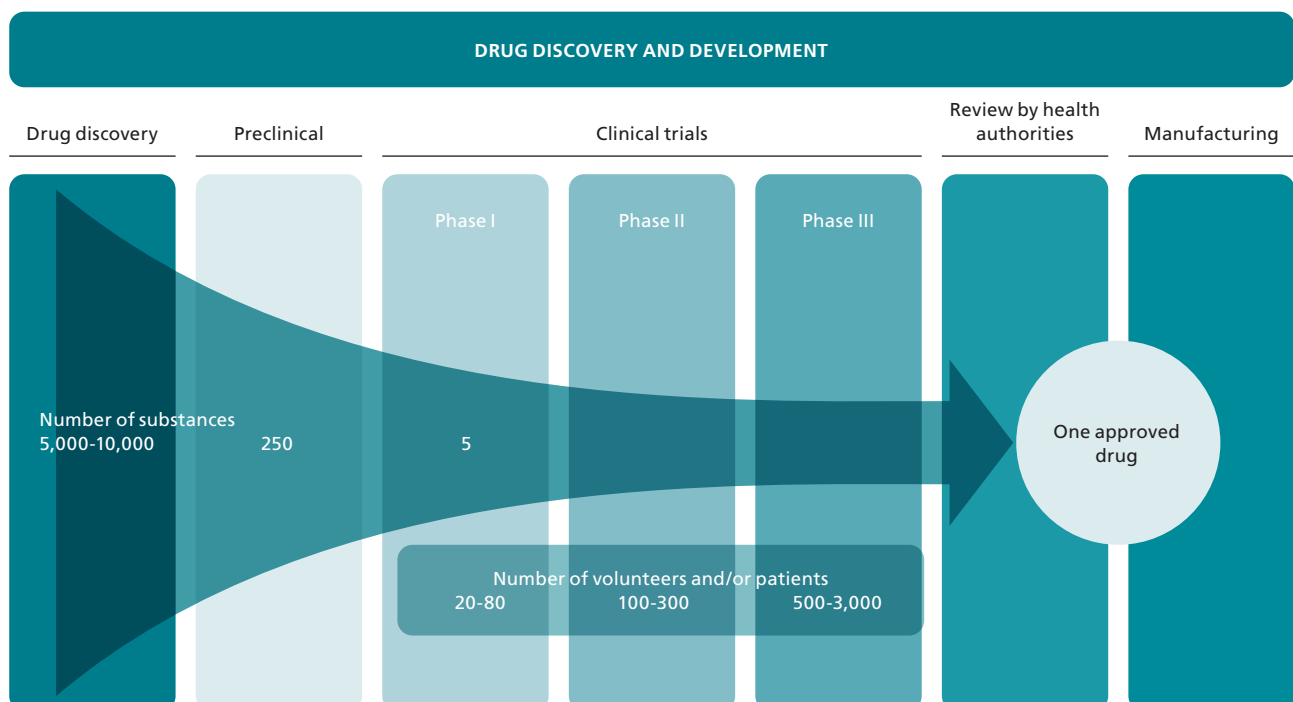 DRUG DISCOVERY AND DEVELOPMENT
Drug discovery
Preclinical
Clinical trials
Review by health
authorities
Manufacturing
Phase I
Phase II
Phase III
Number of substances
5,000-10,000
250
5
One approved
drug
Number of volunteers and/or patients
20-80
100-300
500-3,000